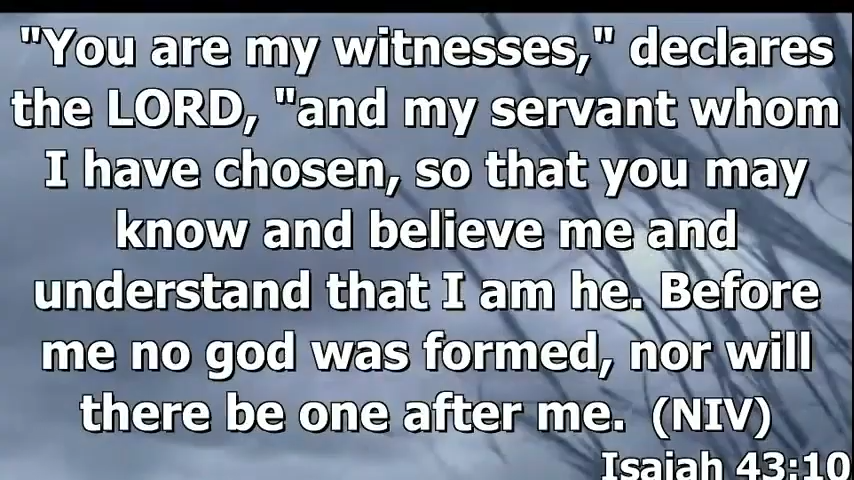 "You are my witnesses," declares
the LORD, "and my servant whom
I have chosen, so that you may
know and believe me and
understand that I am he. Before
me no god was formed, nor will
there be one after me. (NIV)
Isaiah 43:10